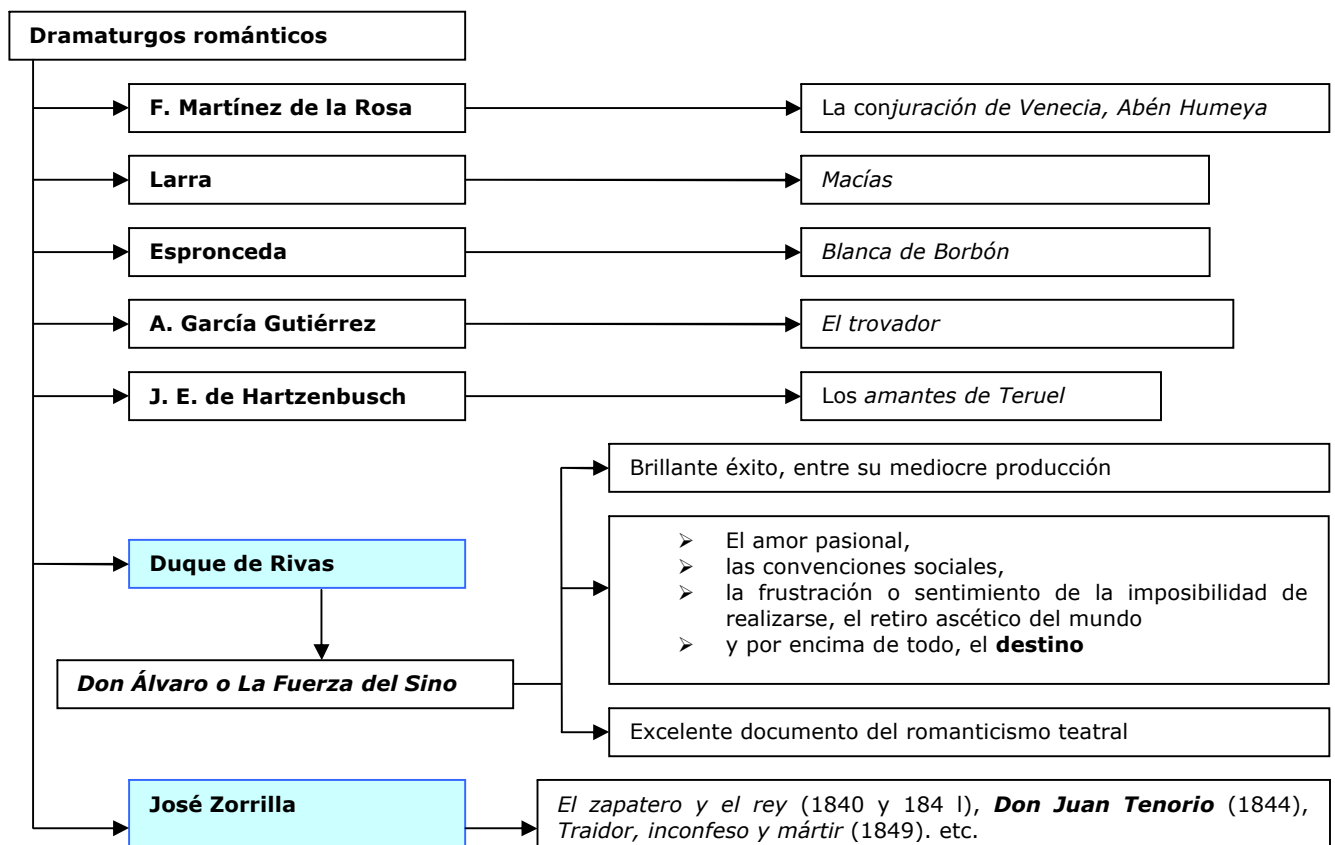 Dramaturgos románticos
F. Martínez de la Rosa
La conjuración de Venecia, Abén Humeya
Larra
Macías
Espronceda
Blanca de Borbón
A. García Gutiérrez
El trovador
J. E. de Hartzenbusch
Los amantes de Teruel
Duque de Rivas
Don Álvaro o La Fuerza del Sino
Brillante éxito, entre su mediocre producción
➢ El amor pasional,
➢ las convenciones sociales,
➢ la frustración o sentimiento de la imposibilidad de
realizarse, el retiro ascético del mundo
➢ y por encima de todo, el destino
Excelente documento del romanticismo teatral
José Zorrilla
El zapatero y el rey (1840 y 184 l), Don Juan Tenorio (1844),
Traidor, inconfeso y mártir (1849). etc.